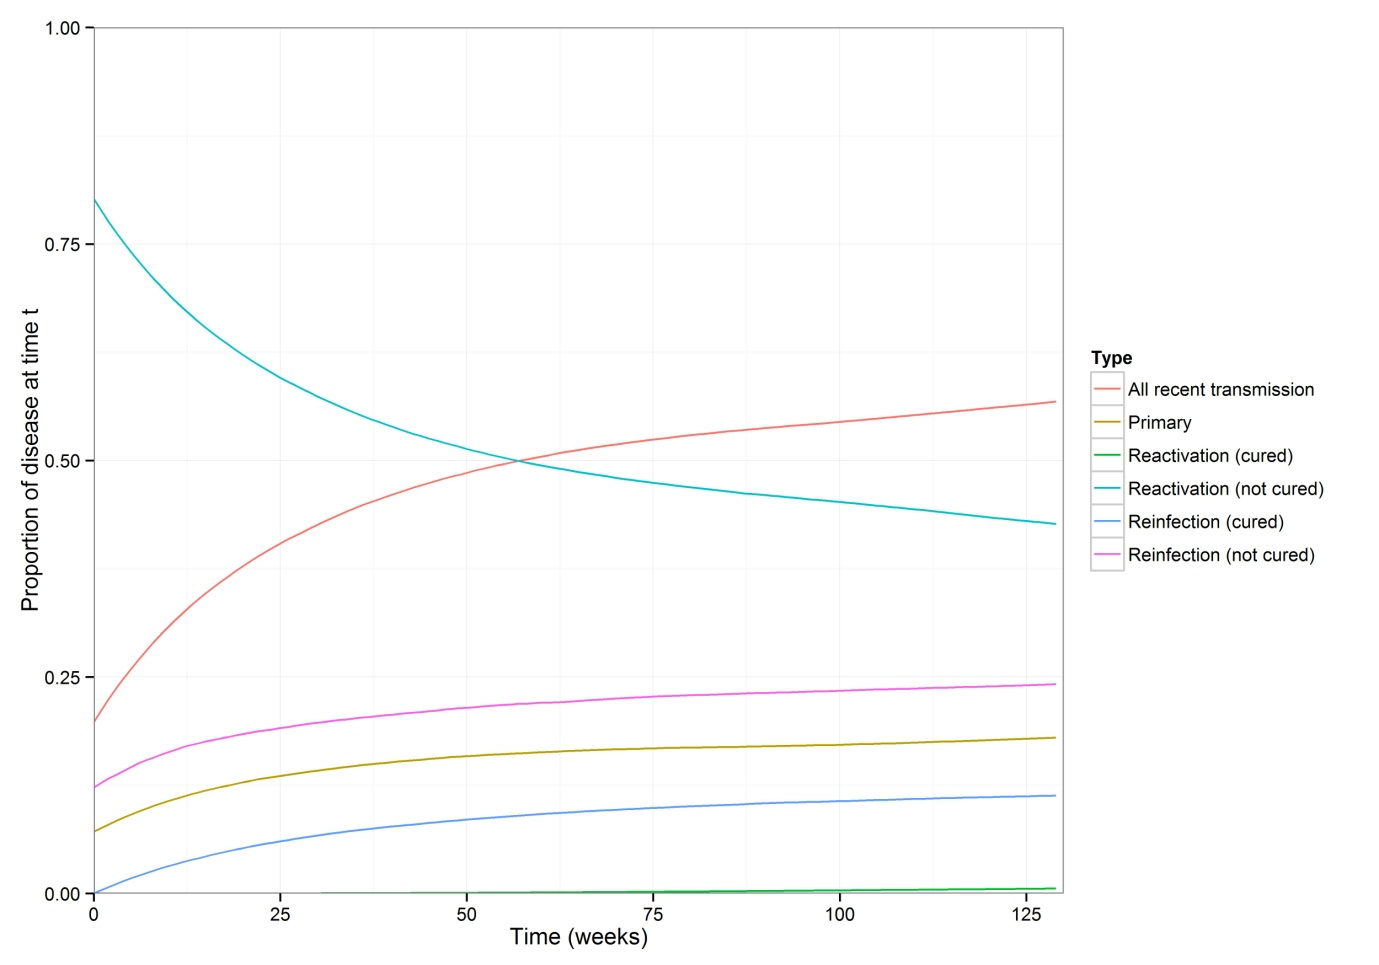 Proportion of disease at time t
1.00
0.75
0.50
0.25
0.00
0 25 50 75 100 125
Time (weeks)
Type
All recent transmission
Primary
Reactivation (cured)
Reactivation (not cured)
Reinfection (cured)
Reinfection (not cured)